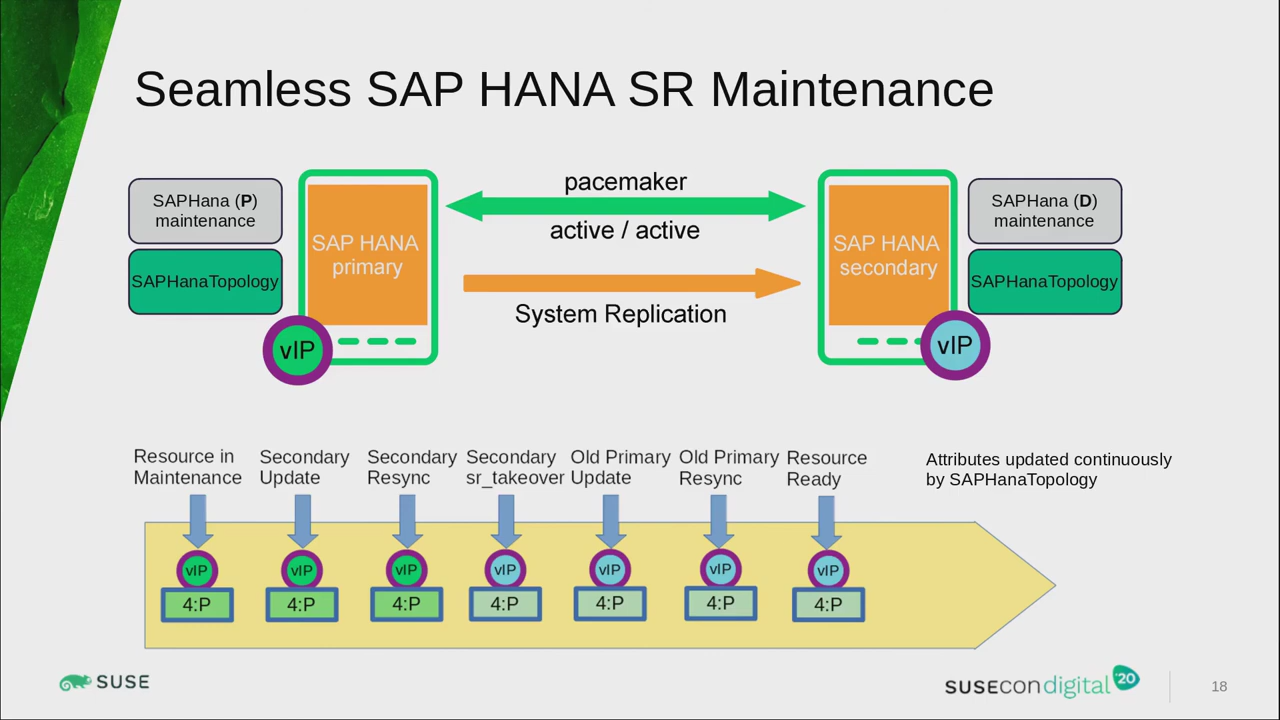 Seamless SAP HANA SR Maintenance
SAPHana (P)
maintenance
SAPHanaTopology
SAP HANA
primary
vIP
pacemaker
active / active
System Replication
SAP HANA
secondary
vIP
SAPHana (D)
maintenance
SAPHanaTopology
Resource in
Maintenance
Secondary
Update
Secondary
Resync
Secondary
sr_takeover
Old Primary
Update
Old Primary
Resync
Resource
Ready
Attributes updated continuously
by SAPHanaTopology
vIP
4:P
vIP
4:P
vIP
4:P
vIP
4:P
vIP
4:P
vIP
4:P
vIP
4:P
SUSE
SUSEcon digital '20
18